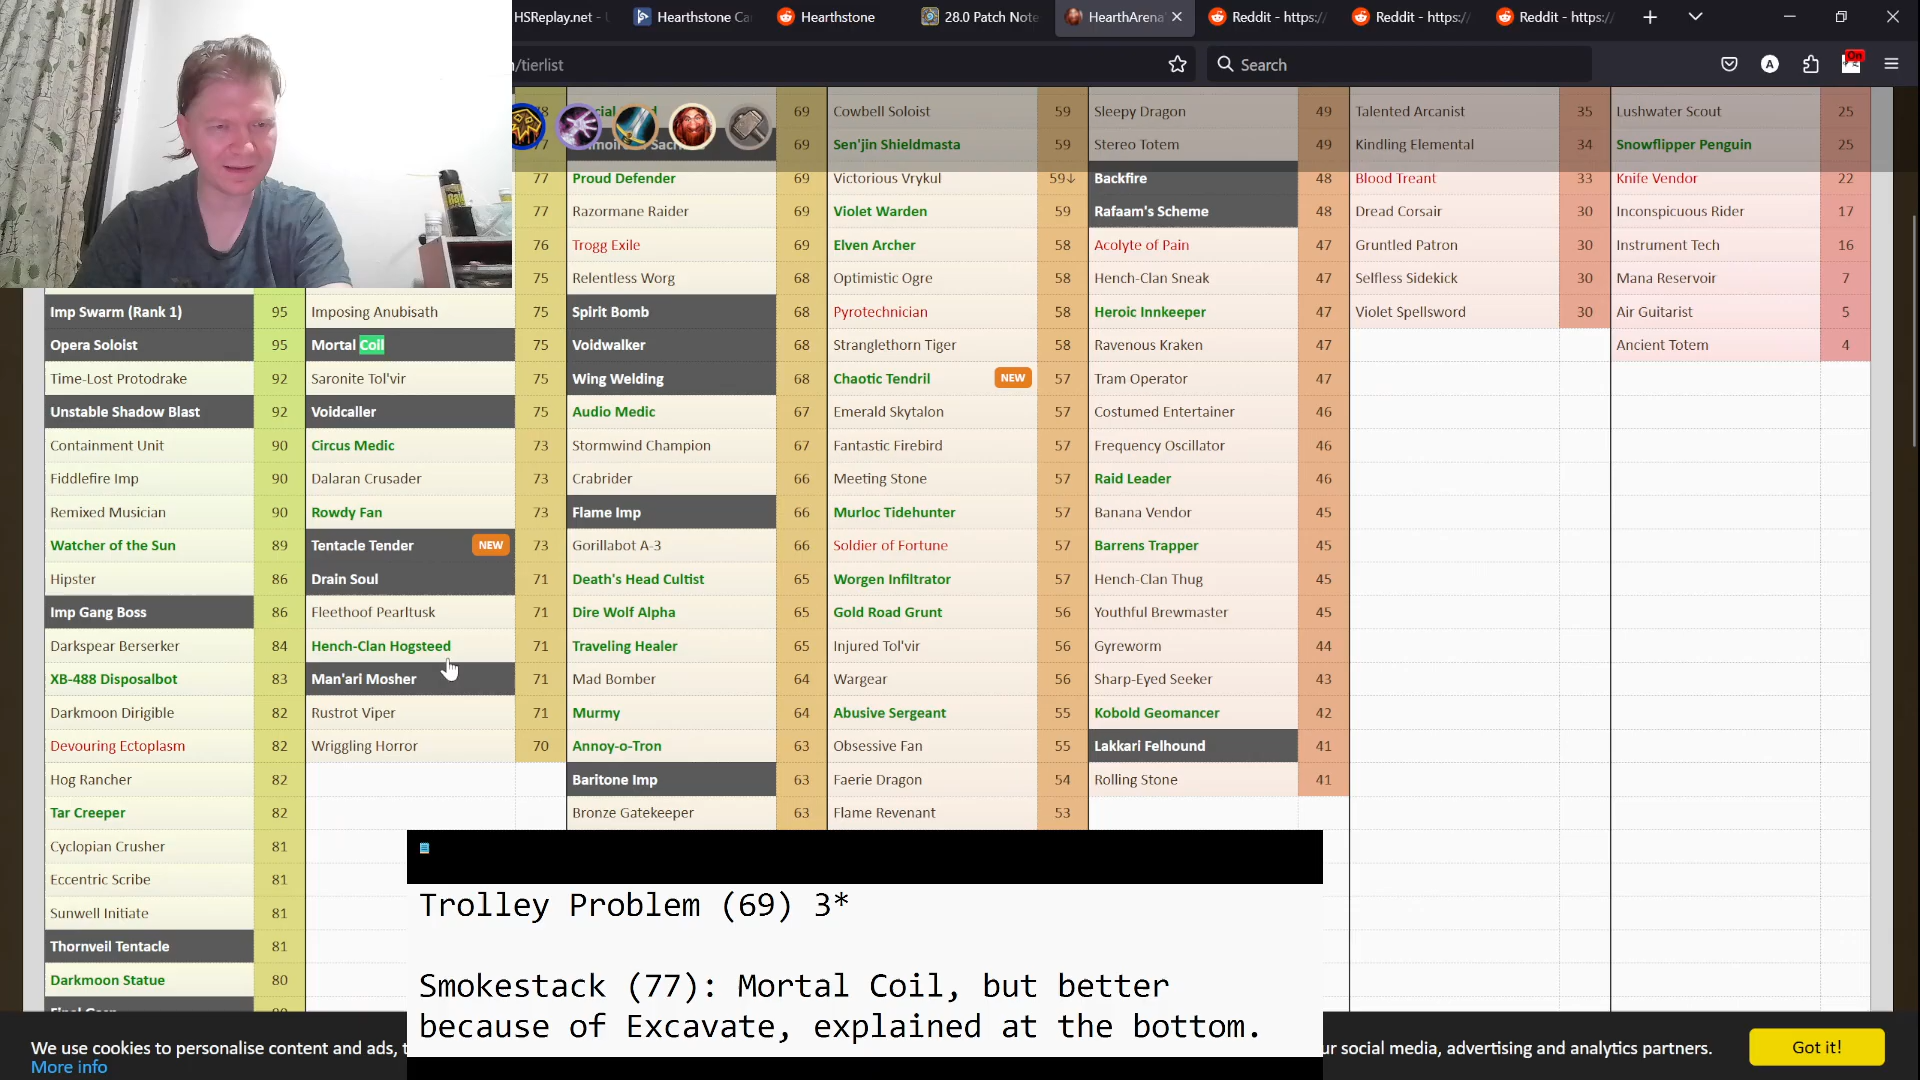 HSReplay.net -
Hearthstone Ca
Hearthstone
28.0 Patch Note
HearthArena
Reddit - https:/
Reddit - https:/
Reddit - https:/
/tierlist
Search
On
69
Cowbell Soloist
59
Sleepy Dragon
49
Talented Arcanist
35
Lushwater Scout
25
69
Sen'jin Shieldmasta
59
Stereo Totem
49
Kindling Elemental
34
Snowflipper Penguin
25
77
Proud Defender
69
Victorious Vrykul
59↓
Backfire
48
Blood Treant
33
Knife Vendor
22
77
Razormane Raider
69
Violet Warden
59
Rafaam's Scheme
48
Dread Corsair
30
Inconspicuous Rider
17
76
Trogg Exile
69
Elven Archer
58
Acolyte of Pain
47
Gruntled Patron
30
Instrument Tech
16
75
Relentless Worg
68
Optimistic Ogre
58
Hench-Clan Sneak
47
Selfless Sidekick
30
Mana Reservoir
7
Imp Swarm (Rank 1)
95
Imposing Anubisath
75
Spirit Bomb
68
Pyrotechnician
58
Heroic Innkeeper
47
Violet Spellsword
30
Air Guitarist
5
Opera Soloist
95
Mortal Coil
75
Voidwalker
68
Stranglethorn Tiger
58
Ravenous Kraken
47
Ancient Totem
4
Time-Lost Protodrake
92
Saronite Tol'vir
75
Wing Welding
68
Chaotic Tendril
NEW
57
Tram Operator
47
Unstable Shadow Blast
92
Voidcaller
75
Audio Medic
67
Emerald Skytalon
57
Costumed Entertainer
46
Containment Unit
90
Circus Medic
73
Stormwind Champion
67
Fantastic Firebird
57
Frequency Oscillator
46
Fiddlefire Imp
90
Dalaran Crusader
73
Crabrider
66
Meeting Stone
57
Raid Leader
46
Remixed Musician
90
Rowdy Fan
73
Flame Imp
66
Murloc Tidehunter
57
Banana Vendor
45
Watcher of the Sun
89
Tentacle Tender
NEW
73
Gorillabot A-3
66
Soldier of Fortune
57
Barrens Trapper
45
Hipster
86
Drain Soul
71
Death's Head Cultist
65
Worgen Infiltrator
57
Hench-Clan Thug
45
Imp Gang Boss
86
Fleethoof Pearltusk
71
Dire Wolf Alpha
65
Gold Road Grunt
56
Youthful Brewmaster
45
Darkspear Berserker
84
Hench-Clan Hogsteed
71
Traveling Healer
65
Injured Tol'vir
56
Gyreworm
44
XB-488 Disposalbot
83
Man'ari Mosher
71
Mad Bomber
64
Wargear
56
Sharp-Eyed Seeker
43
Darkmoon Dirigible
82
Rustrot Viper
71
Murmy
64
Abusive Sergeant
55
Kobold Geomancer
42
Devouring Ectoplasm
82
Wriggling Horror
70
Annoy-o-Tron
63
Obsessive Fan
55
Lakkari Felhound
41
Hog Rancher
82
Baritone Imp
63
Faerie Dragon
54
Rolling Stone
41
Tar Creeper
82
Bronze Gatekeeper
63
Flame Revenant
53
Cyclopian Crusher
81
Eccentric Scribe
81
Sunwell Initiate
81
Thornveil Tentacle
81
Darkmoon Statue
80
Trolley Problem (69) 3*
Smokestack (77): Mortal Coil, but better
because of Excavate, explained at the bottom.
We use cookies to personalise content and ads, t
ur social media, advertising and analytics partners.
More info
Got it!